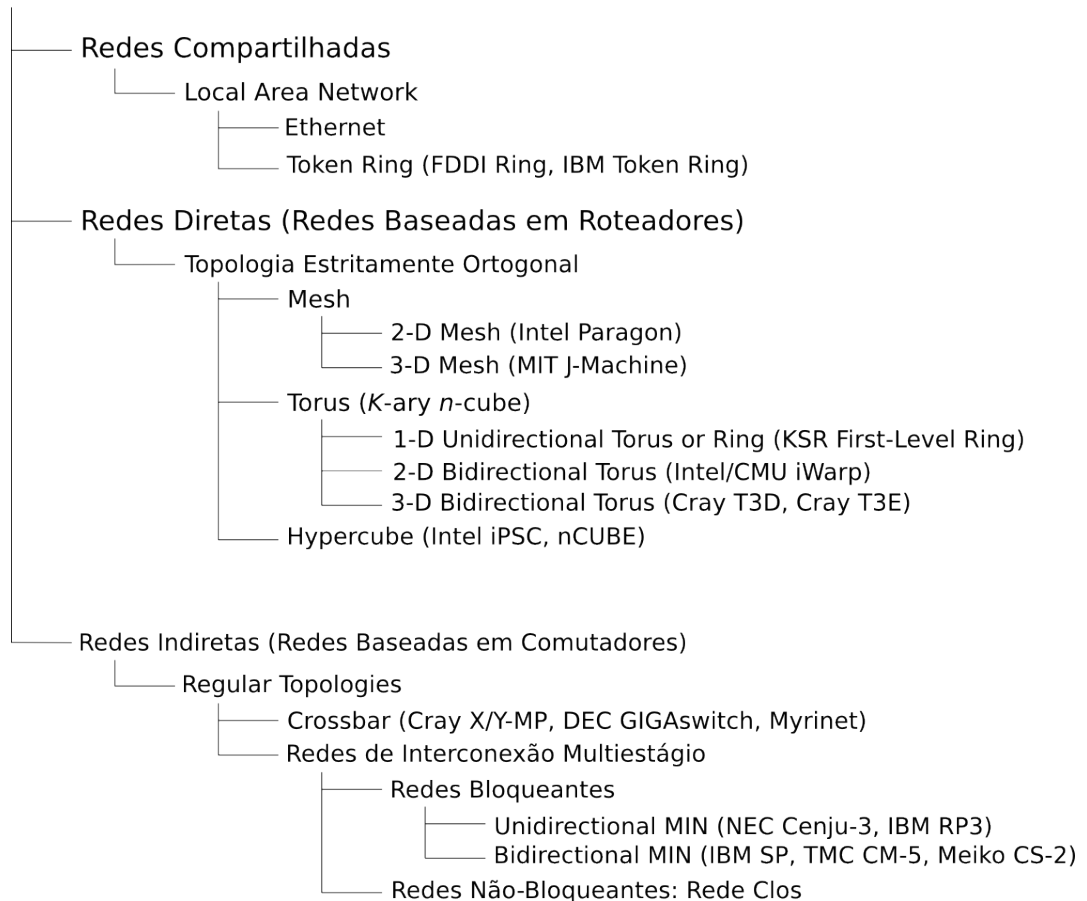 Redes Compartilhadas
Local Area Network
Ethernet
Token Ring (FDDI Ring, IBM Token Ring)
Redes Diretas (Redes Baseadas em Roteadores)
Topologia Estritamente Ortogonal
Mesh
2-D Mesh (Intel Paragon)
3-D Mesh (MIT J-Machine)
Torus (K-ary n-cube)
1-D Unidirectional Torus or Ring (KSR First-Level Ring)
2-D Bidirectional Torus (Intel/CMU iWarp)
3-D Bidirectional Torus (Cray T3D, Cray T3E)
Hypercube (Intel iPSC, nCUBE)
Redes Indiretas (Redes Baseadas em Comutadores)
Regular Topologies
Crossbar (Cray X/Y-MP, DEC GIGAswitch, Myrinet)
Redes de Interconexão Multiestágio
Redes Bloqueantes
Unidirectional MIN (NEC Cenju-3, IBM RP3)
Bidirectional MIN (IBM SP, TMC CM-5, Meiko CS-2)
Redes Não-Bloqueantes: Rede Clos